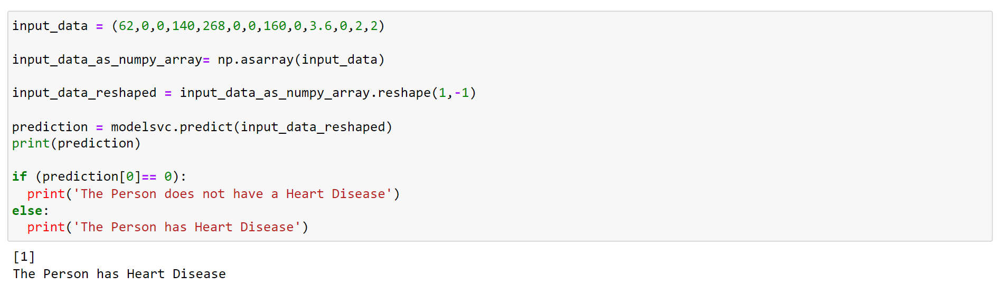 input_data = (62,0,0,140,268,0,0,160,0,3.6,0,2,2)
input_data_as_numpy_array= np.asarray(input_data)
input_data_reshaped = input_data_as_numpy_array.reshape(1,-1)
prediction = modelsvc.predict(input_data_reshaped)
print(prediction)
if (prediction[0]== 0):
  print('The Person does not have a Heart Disease')
else:
  print('The Person has Heart Disease')
[1]
The Person has Heart Disease